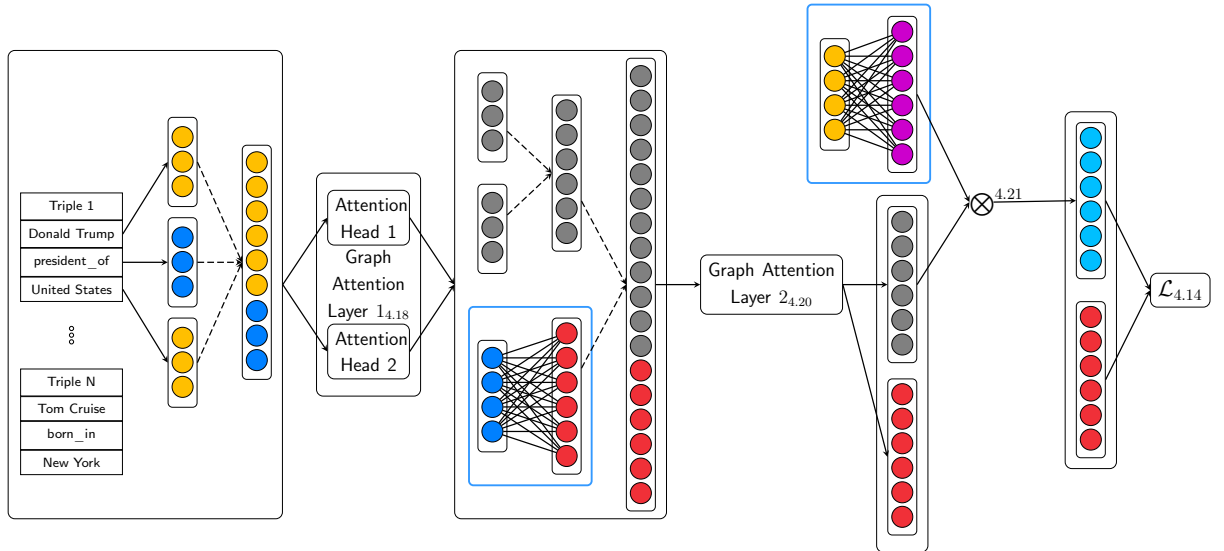 Triple 1
Donald Trump
president_of
United States
Triple N
Tom Cruise
born_in
New York
Attention
Head 1
Graph
Attention
Layer 1₄.₁₈
Attention
Head 2
Graph Attention
Layer 2₄.₂₀
4.21
ℒ₄.₁₄